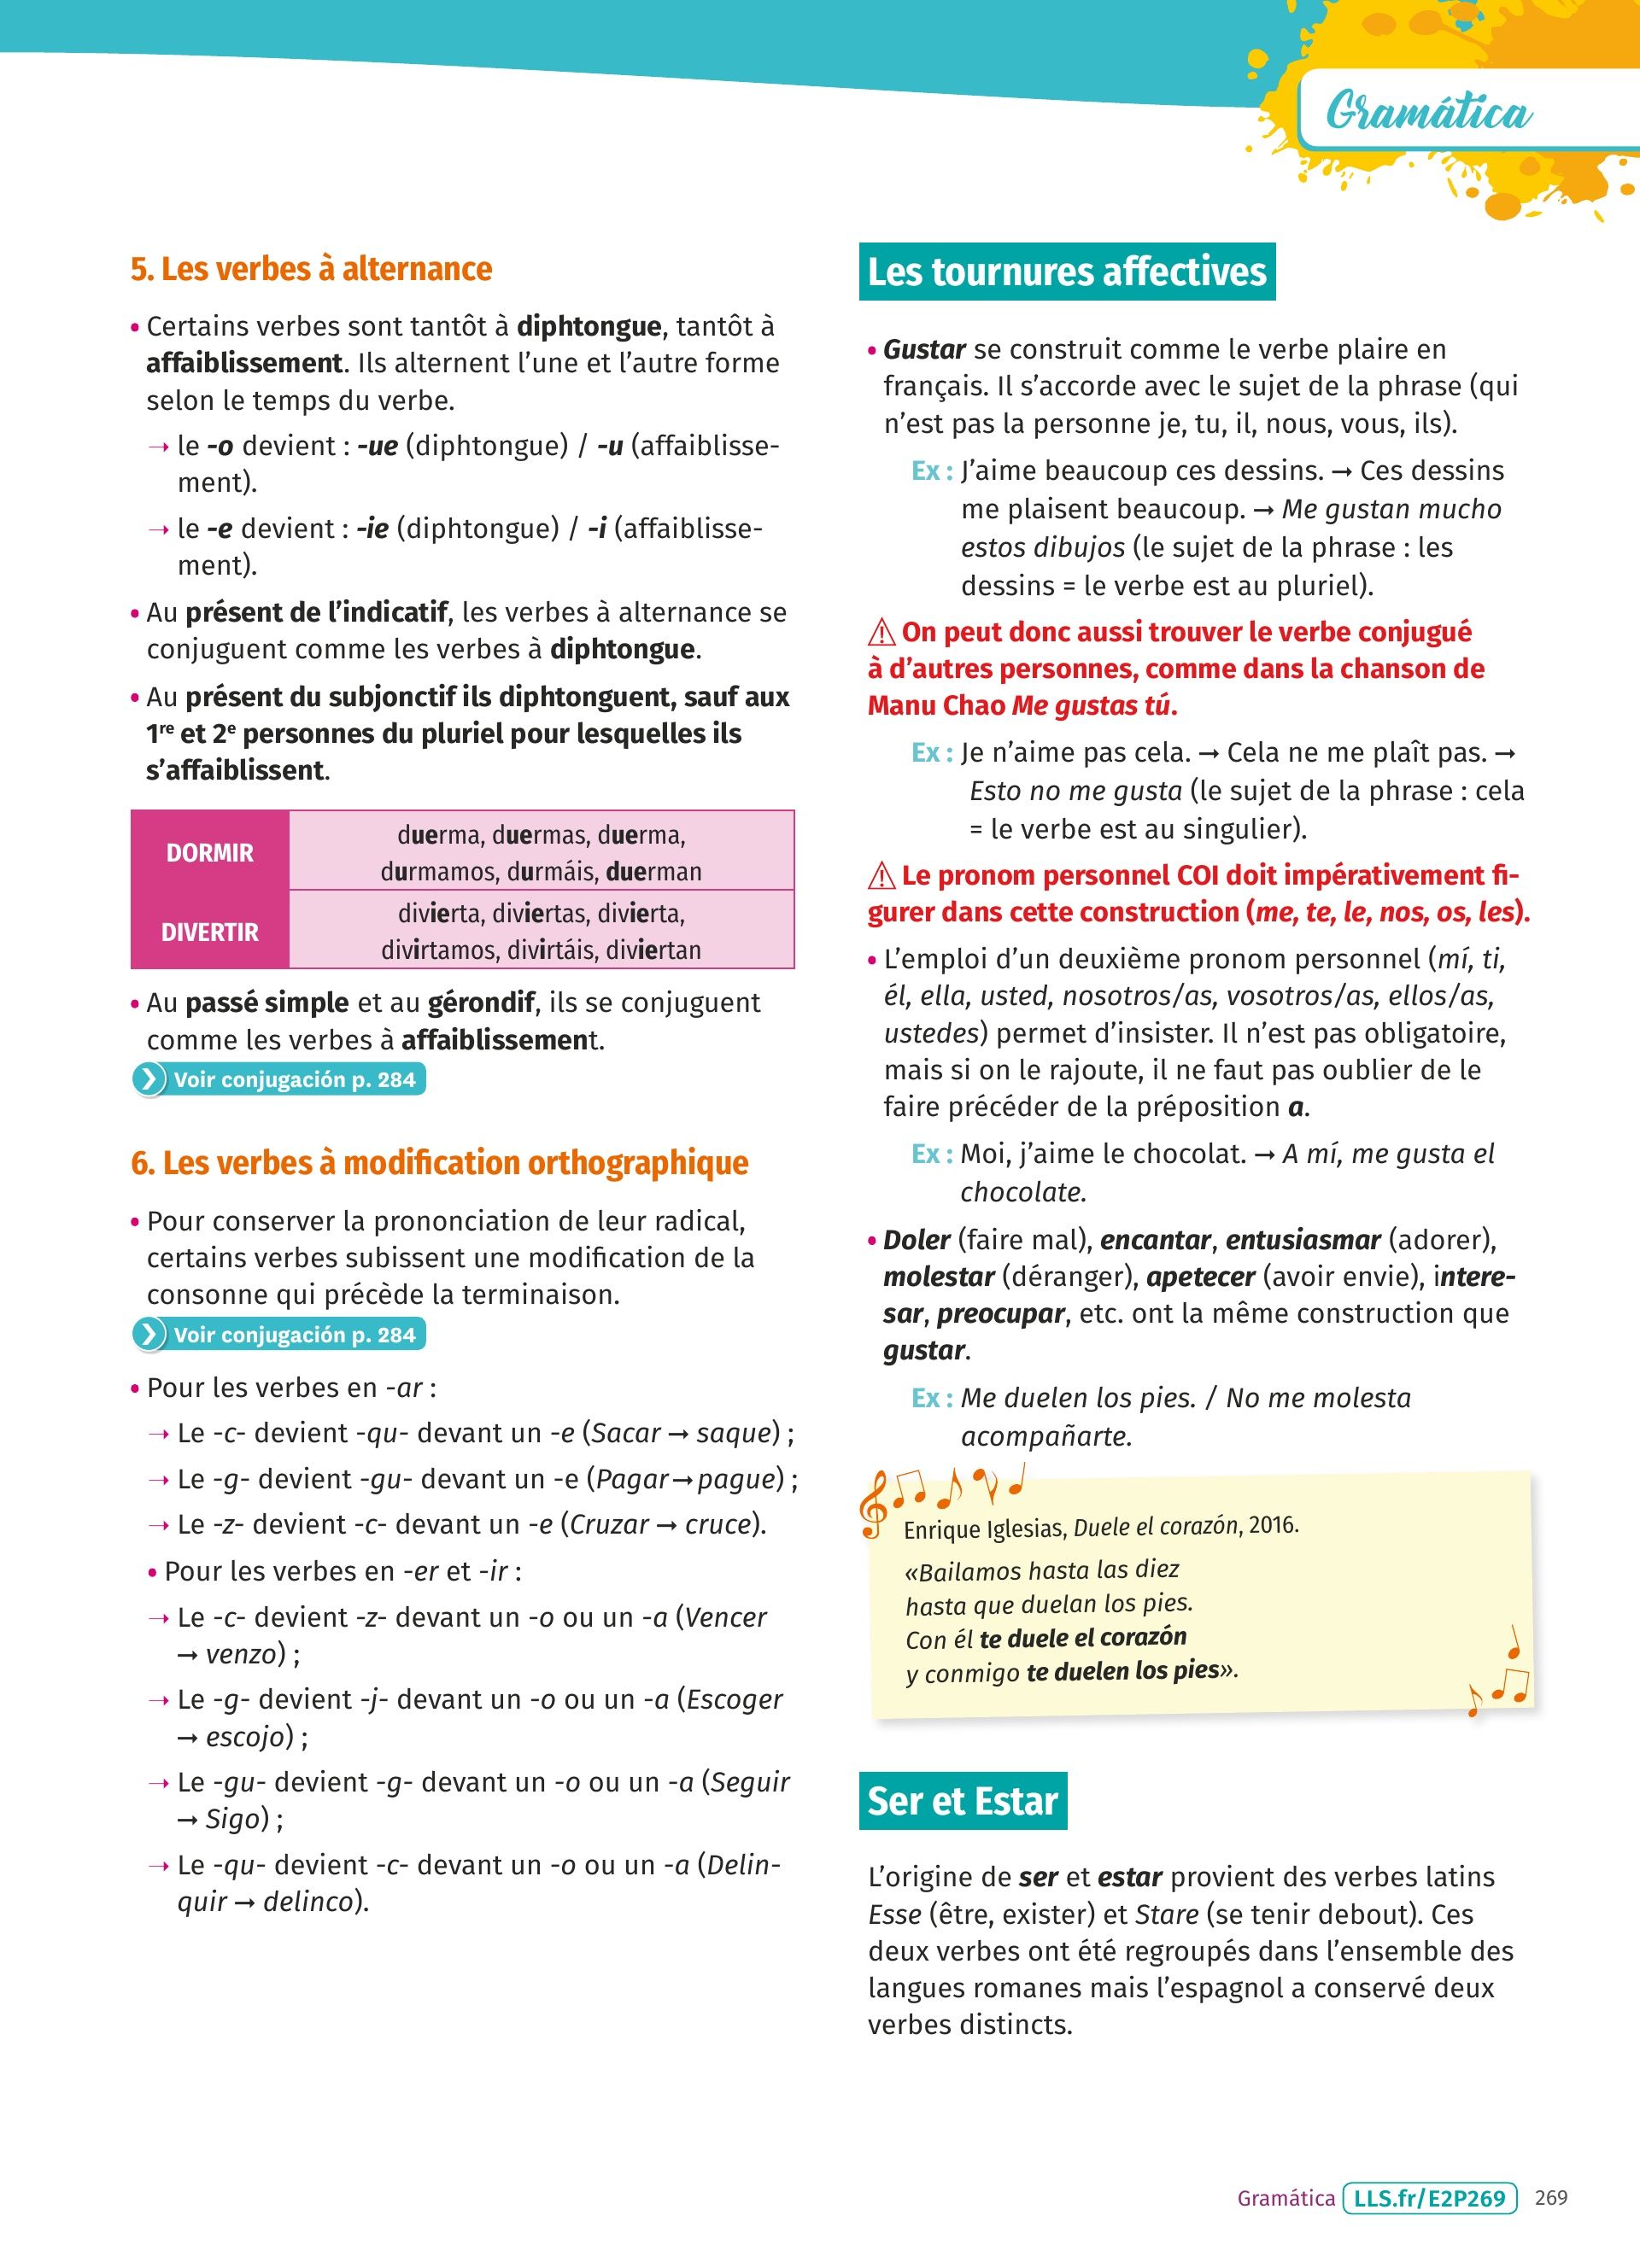 Gramática
5. Les verbes à alternance
• Certains verbes sont tantôt à diphtongue, tantôt à
affaiblissement. Ils alternent l’une et l’autre forme
selon le temps du verbe.
→ le -o devient : -ue (diphtongue) / -u (affaiblisse-
ment).
→ le -e devient : -ie (diphtongue) / -i (affaiblisse-
ment).
• Au présent de l’indicatif, les verbes à alternance se
conjuguent comme les verbes à diphtongue.
• Au présent du subjonctif ils diphtonguent, sauf aux
1re et 2e personnes du pluriel pour lesquelles ils
s’affaiblissent.
DORMIR
duerma, duermas, duerma,
durmamos, durmáis, duerman
DIVERTIR
divierta, diviertas, divierta,
divirtamos, divirtáis, diviertan
• Au passé simple et au gérondif, ils se conjuguent
comme les verbes à affaiblissement.
Voir conjugación p. 284
6. Les verbes à modification orthographique
• Pour conserver la prononciation de leur radical,
certains verbes subissent une modification de la
consonne qui précède la terminaison.
Voir conjugación p. 284
• Pour les verbes en -ar :
→ Le -c- devient -qu- devant un -e (Sacar → saque) ;
→ Le -g- devient -gu- devant un -e (Pagar → pague) ;
→ Le -z- devient -c- devant un -e (Cruzar → cruce).
• Pour les verbes en -er et -ir :
→ Le -c- devient -z- devant un -o ou un -a (Vencer
→ venzo) ;
→ Le -g- devient -j- devant un -o ou un -a (Escoger
→ escojo) ;
→ Le -gu- devient -g- devant un -o ou un -a (Seguir
→ Sigo) ;
→ Le -qu- devient -c- devant un -o ou un -a (Delin-
quir → delinco).
Les tournures affectives
• Gustar se construit comme le verbe plaire en
français. Il s’accorde avec le sujet de la phrase (qui
n’est pas la personne je, tu, il, nous, vous, ils).
Ex : J’aime beaucoup ces dessins. → Ces dessins
me plaisent beaucoup. → Me gustan mucho
estos dibujos (le sujet de la phrase : les
dessins = le verbe est au pluriel).
⚠ On peut donc aussi trouver le verbe conjugué
à d’autres personnes, comme dans la chanson de
Manu Chao Me gustas tú.
Ex : Je n’aime pas cela. → Cela ne me plaît pas. →
Esto no me gusta (le sujet de la phrase : cela
= le verbe est au singulier).
⚠ Le pronom personnel COI doit impérativement fi-
gurer dans cette construction (me, te, le, nos, os, les).
• L’emploi d’un deuxième pronom personnel (mí, ti,
él, ella, usted, nosotros/as, vosotros/as, ellos/as,
ustedes) permet d’insister. Il n’est pas obligatoire,
mais si on le rajoute, il ne faut pas oublier de le
faire précéder de la préposition a.
Ex : Moi, j’aime le chocolat. → A mí, me gusta el
chocolate.
• Doler (faire mal), encantar, entusiasmar (adorer),
molestar (déranger), apetecer (avoir envie), intere-
sar, preocupar, etc. ont la même construction que
gustar.
Ex : Me duelen los pies. / No me molesta
acompañarte.
Enrique Iglesias, Duele el corazón, 2016.
«Bailamos hasta las diez
hasta que duelan los pies.
Con él te duele el corazón
y conmigo te duelen los pies».
Ser et Estar
L’origine de ser et estar provient des verbes latins
Esse (être, exister) et Stare (se tenir debout). Ces
deux verbes ont été regroupés dans l’ensemble des
langues romanes mais l’espagnol a conservé deux
verbes distincts.
Gramática LLS.fr/E2P269 269